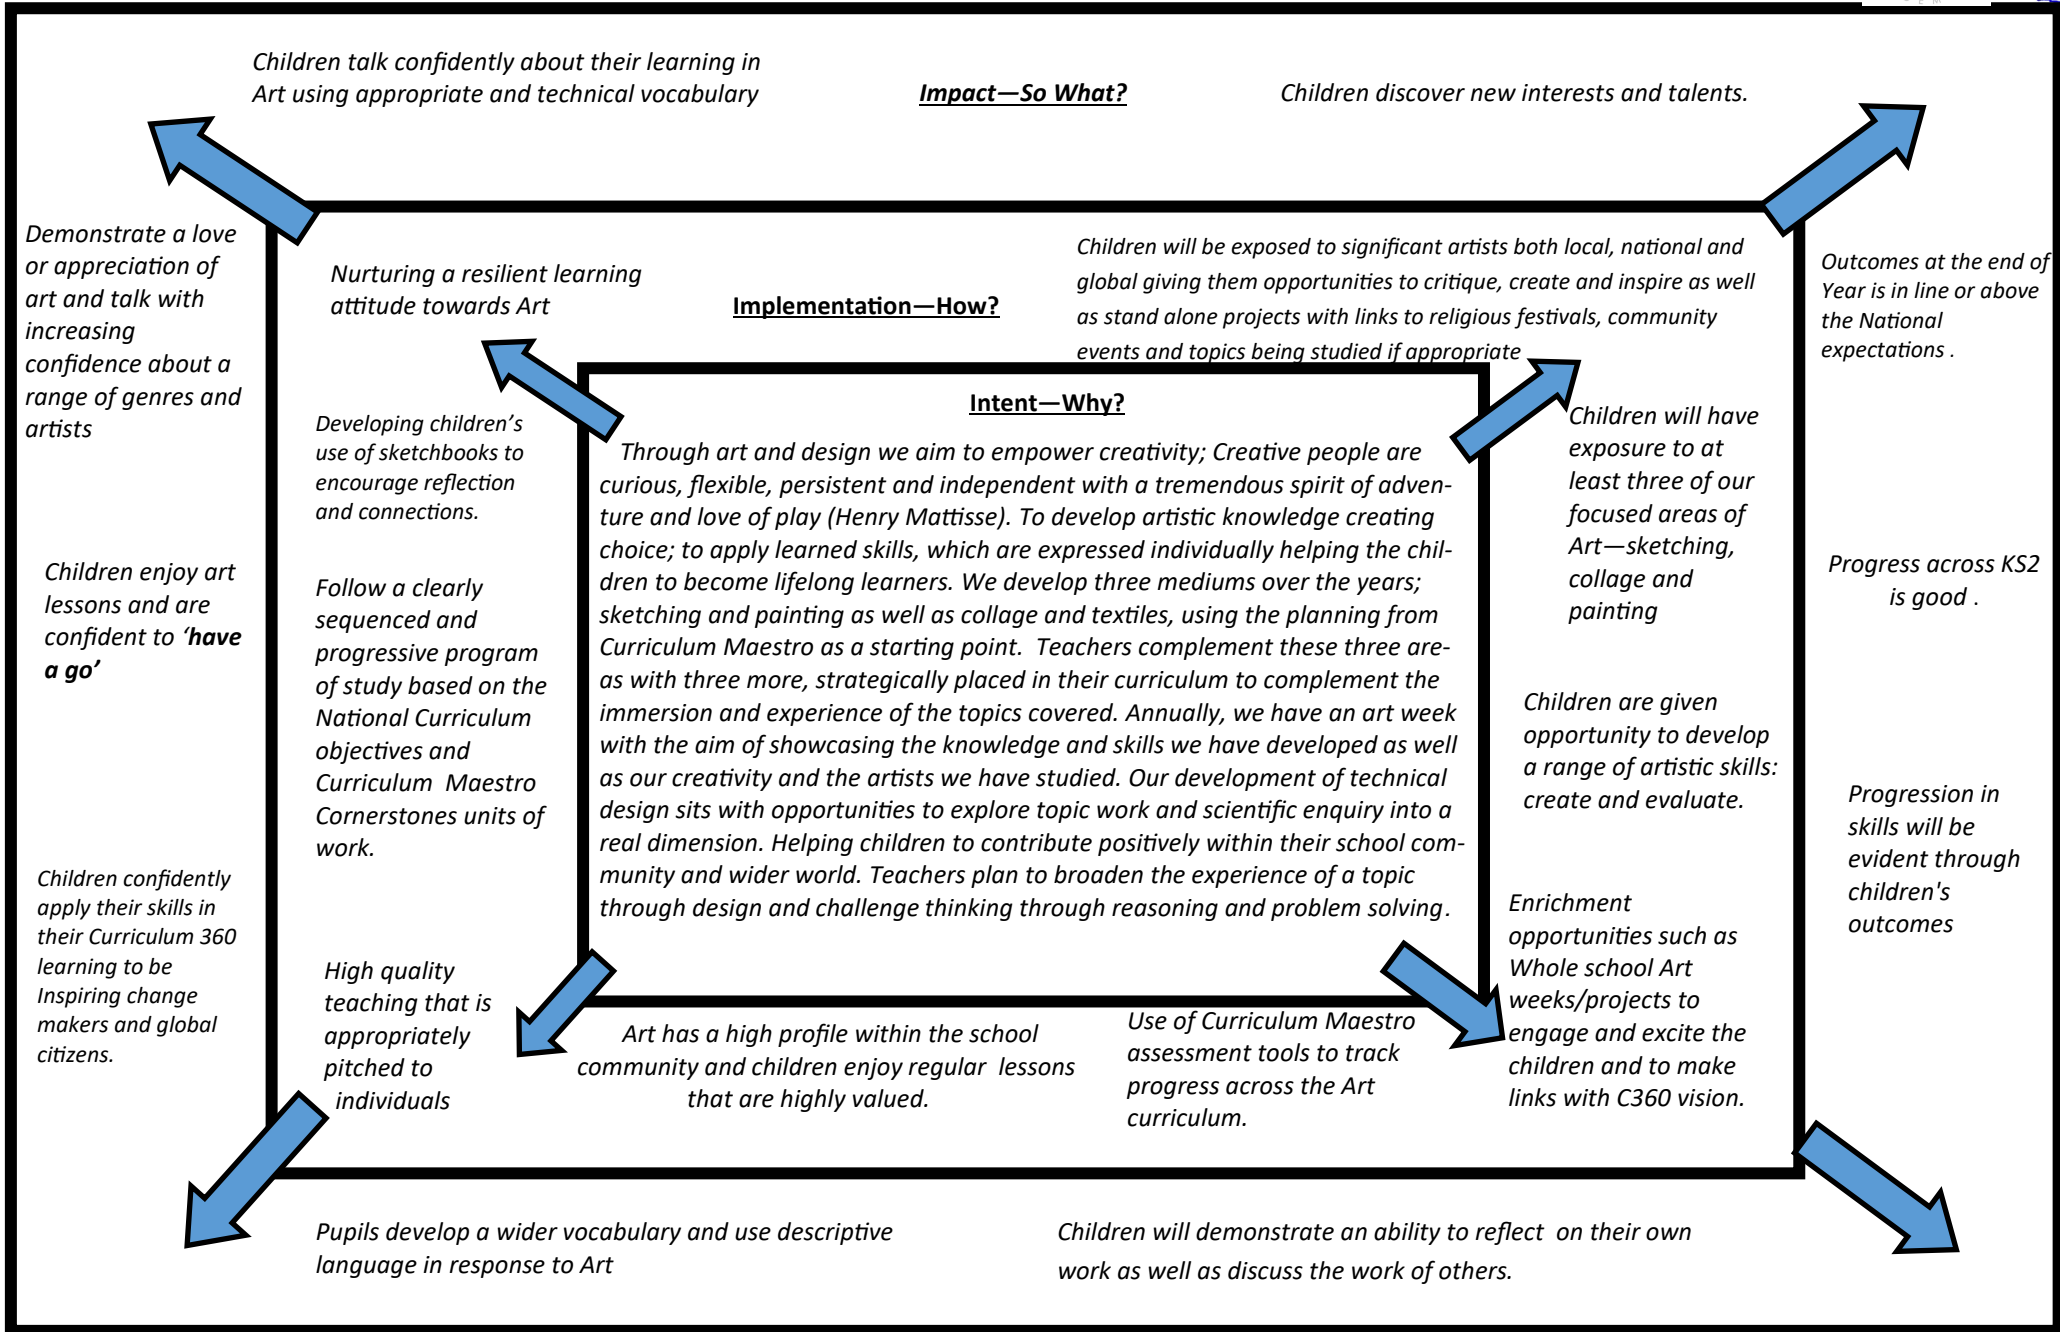 Children talk confidently about their learning in
Art using appropriate and technical vocabulary
Impact—So What?
Children discover new interests and talents.
Demonstrate a love
or appreciation of
art and talk with
increasing
confidence about a
range of genres and
artists
Children enjoy art
lessons and are
confident to ‘have
a go’
Children confidently
apply their skills in
their Curriculum 360
learning to be
Inspiring change
makers and global
citizens.
Nurturing a resilient learning
attitude towards Art
Implementation—How?
Children will be exposed to significant artists both local, national and
global giving them opportunities to critique, create and inspire as well
as stand alone projects with links to religious festivals, community
events and topics being studied if appropriate
Developing children’s
use of sketchbooks to
encourage reflection
and connections.
Follow a clearly
sequenced and
progressive program
of study based on the
National Curriculum
objectives and
Curriculum Maestro
Cornerstones units of
work.
High quality
teaching that is
appropriately
pitched to
individuals
Intent—Why?
Through art and design we aim to empower creativity; Creative people are
curious, flexible, persistent and independent with a tremendous spirit of adven-
ture and love of play (Henry Mattisse). To develop artistic knowledge creating
choice; to apply learned skills, which are expressed individually helping the chil-
dren to become lifelong learners. We develop three mediums over the years;
sketching and painting as well as collage and textiles, using the planning from
Curriculum Maestro as a starting point. Teachers complement these three are-
as with three more, strategically placed in their curriculum to complement the
immersion and experience of the topics covered. Annually, we have an art week
with the aim of showcasing the knowledge and skills we have developed as well
as our creativity and the artists we have studied. Our development of technical
design sits with opportunities to explore topic work and scientific enquiry into a
real dimension. Helping children to contribute positively within their school com-
munity and wider world. Teachers plan to broaden the experience of a topic
through design and challenge thinking through reasoning and problem solving.
Children will have
exposure to at
least three of our
focused areas of
Art—sketching,
collage and
painting
Children are given
opportunity to develop
a range of artistic skills:
create and evaluate.
Enrichment
opportunities such as
Whole school Art
weeks/projects to
engage and excite the
children and to make
links with C360 vision.
Art has a high profile within the school
community and children enjoy regular lessons
that are highly valued.
Use of Curriculum Maestro
assessment tools to track
progress across the Art
curriculum.
Outcomes at the end of
Year is in line or above
the National
expectations .
Progress across KS2
is good .
Progression in
skills will be
evident through
children's
outcomes
Pupils develop a wider vocabulary and use descriptive
language in response to Art
Children will demonstrate an ability to reflect on their own
work as well as discuss the work of others.